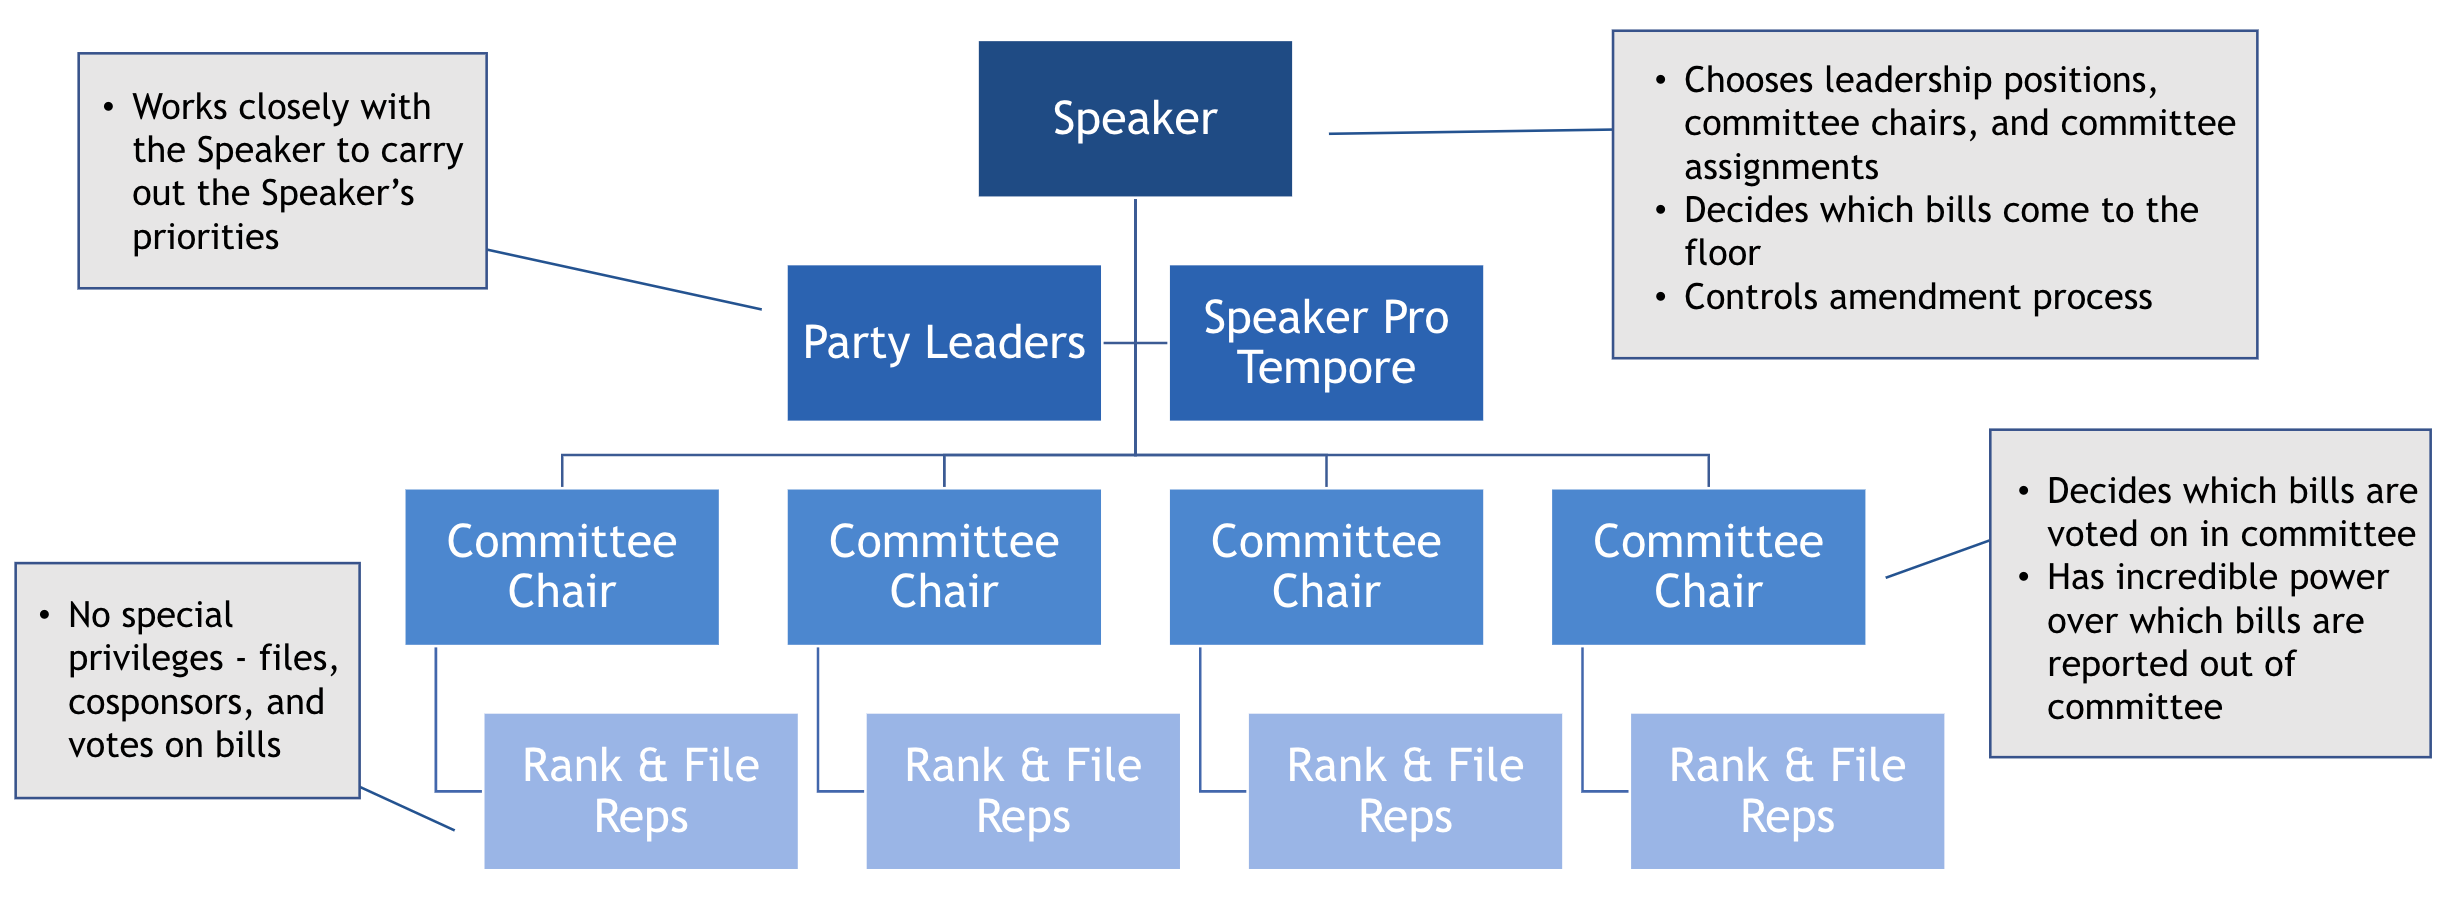 Speaker
• Works closely with
the Speaker to carry
out the Speaker’s
priorities
• Chooses leadership positions,
committee chairs, and committee
assignments
• Decides which bills come to the
floor
• Controls amendment process
Party Leaders
Speaker Pro
Tempore
Committee
Chair
Committee
Chair
Committee
Chair
Committee
Chair
• Decides which bills are
voted on in committee
• Has incredible power
over which bills are
reported out of
committee
• No special
privileges - files,
cosponsors, and
votes on bills
Rank & File
Reps
Rank & File
Reps
Rank & File
Reps
Rank & File
Reps